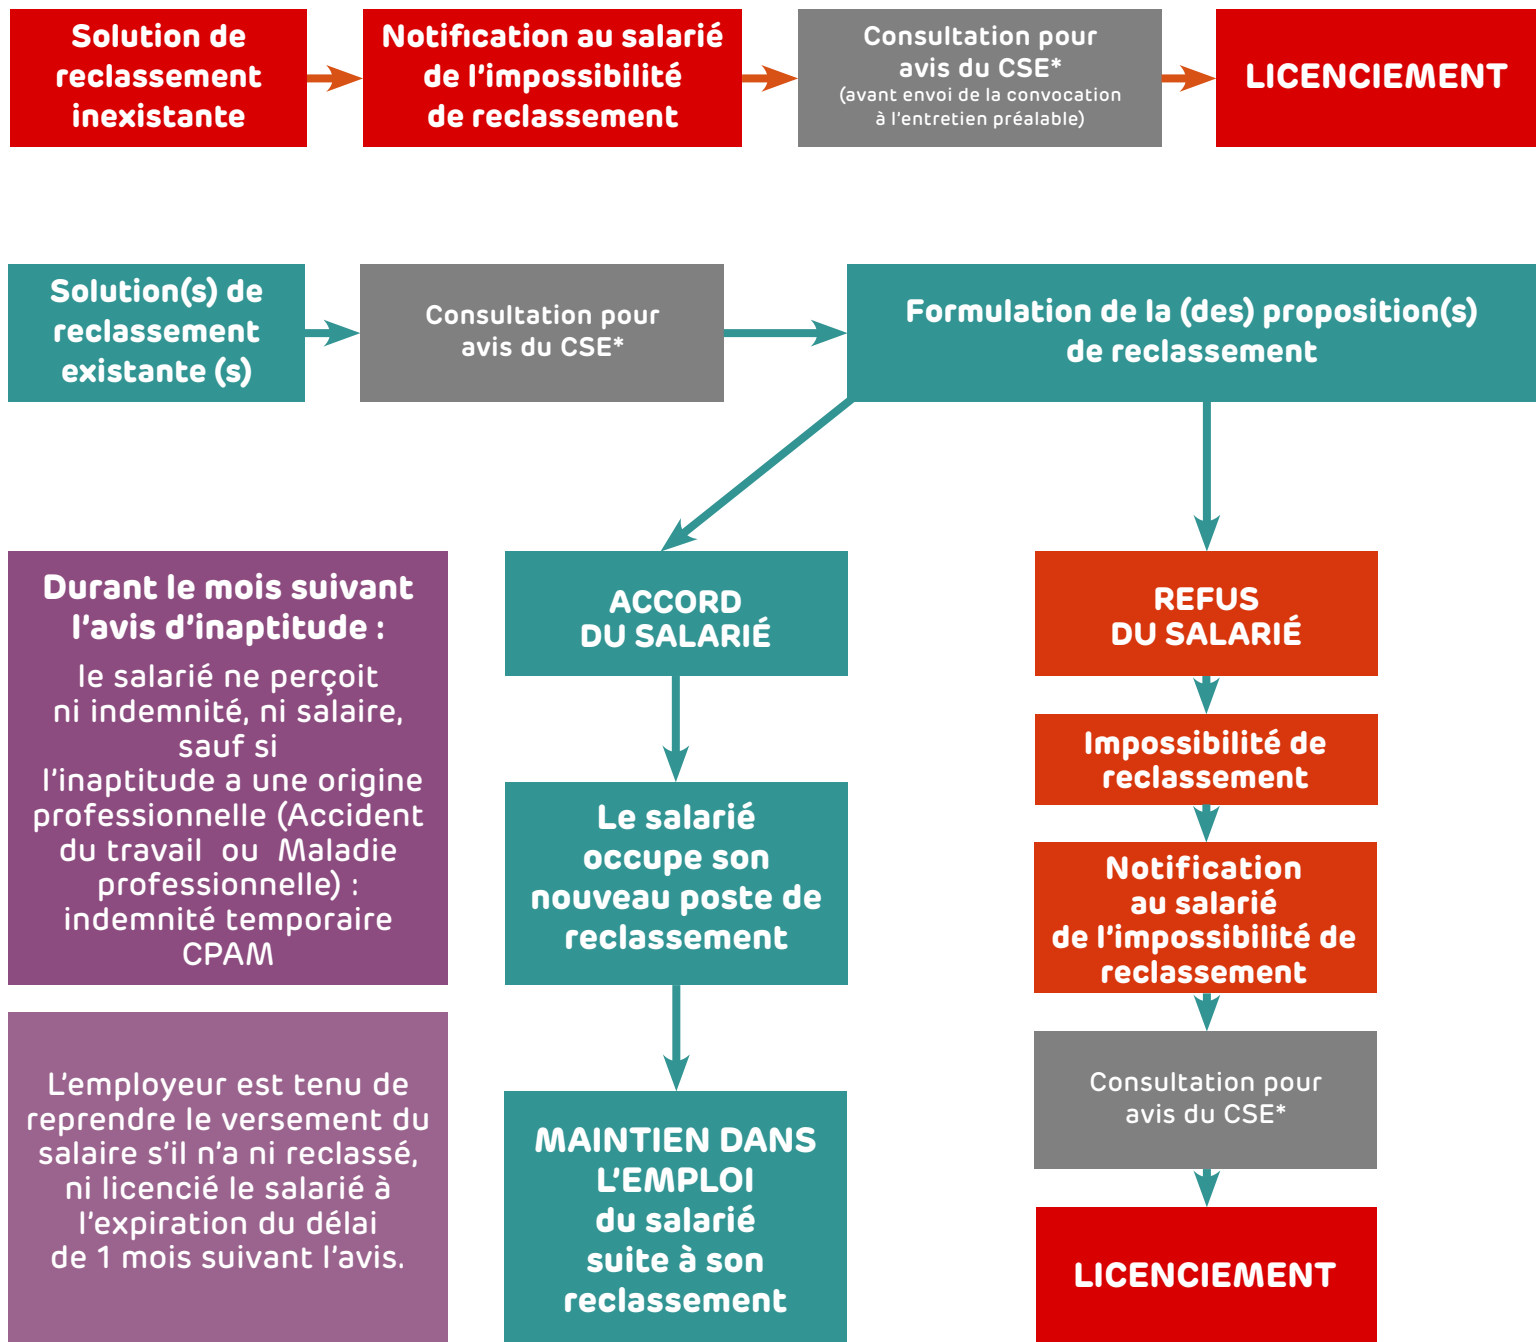 Solution de
reclassement
inexistante
Notification au salarié
de l'impossibilité
de reclassement
Consultation pour
avis du CSE*
(avant envoi de la convocation
à l'entretien préalable)
LICENCIEMENT
Solution(s) de
reclassement
existante (s)
Consultation pour
avis du CSE*
Formulation de la (des) proposition(s)
de reclassement
Durant le mois suivant
l'avis d'inaptitude :
le salarié ne perçoit
ni indemnité, ni salaire,
sauf si
l'inaptitude a une origine
professionnelle (Accident
du travail ou Maladie
professionnelle) :
indemnité temporaire
CPAM
L'employeur est tenu de
reprendre le versement du
salaire s'il n'a ni reclassé,
ni licencié le salarié à
l'expiration du délai
de 1 mois suivant l'avis.
ACCORD
DU SALARIÉ
Le salarié
occupe son
nouveau poste de
reclassement
MAINTIEN DANS
L'EMPLOI
du salarié
suite à son
reclassement
REFUS
DU SALARIÉ
Impossibilité de
reclassement
Notification
au salarié
de l'impossibilité de
reclassement
Consultation pour
avis du CSE*
LICENCIEMENT